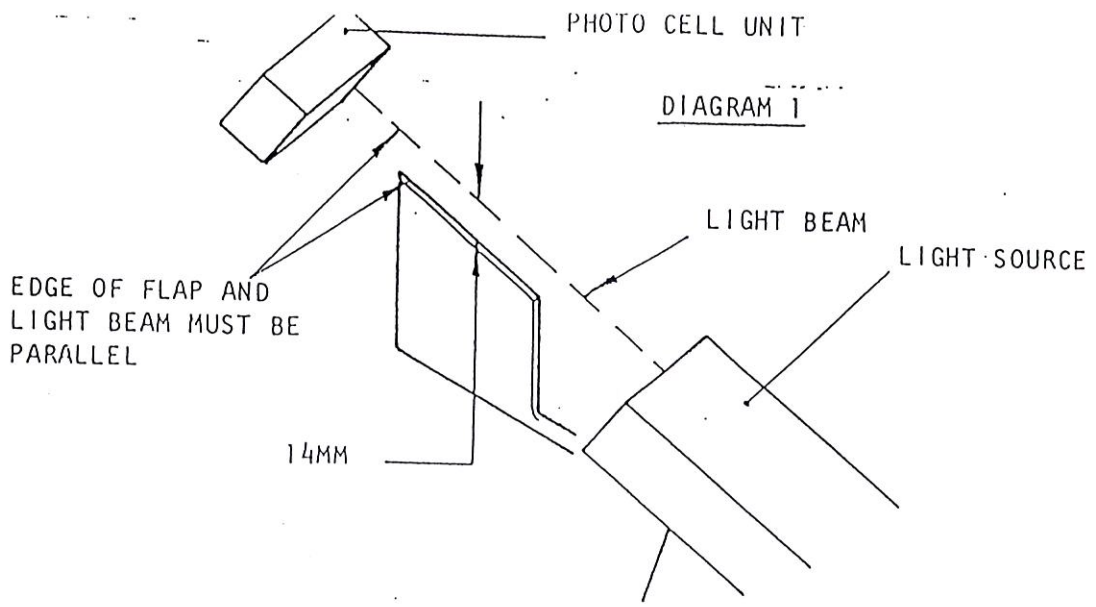 PHOTO CELL UNIT
DIAGRAM 1
LIGHT BEAM
LIGHT SOURCE
EDGE OF FLAP AND
LIGHT BEAM MUST BE
PARALLEL
14MM